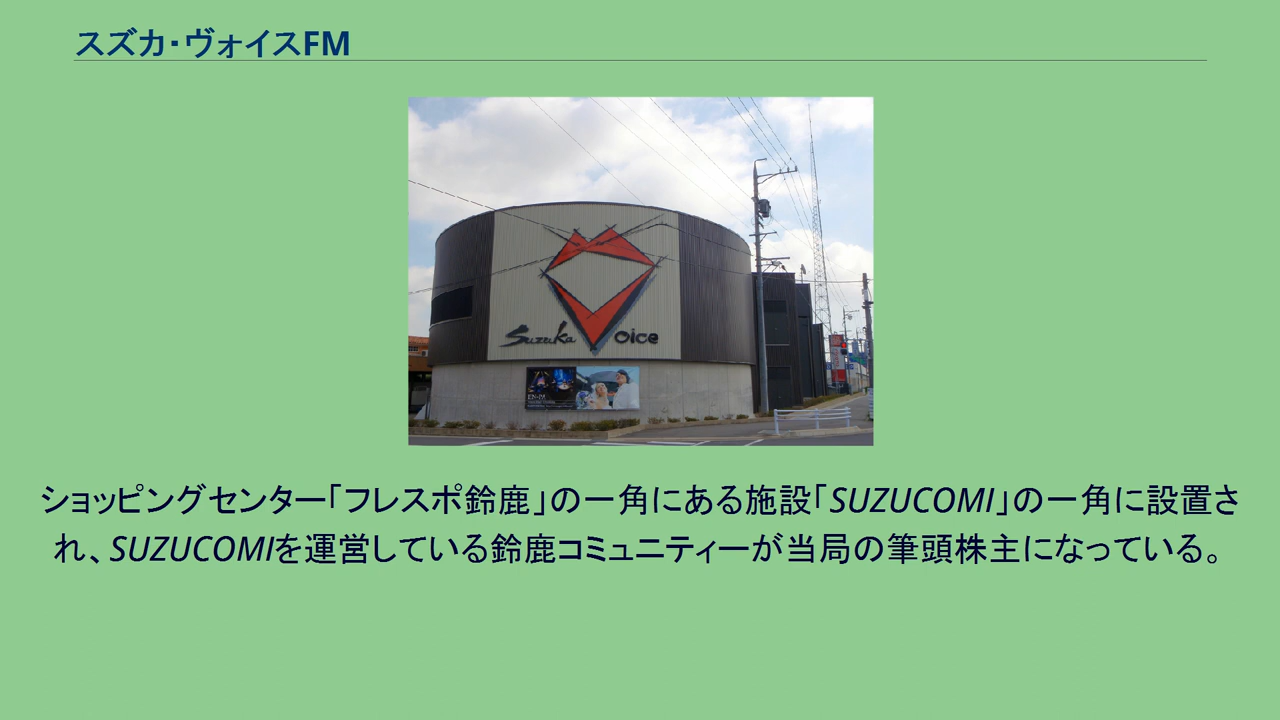 スズカ・ヴォイスFM
Suzuka Voice
EN-M
ショッピングセンター「フレスポ鈴鹿」の一角にある施設「SUZUCOMI」の一角に設置さ
れ、SUZUCOMIを運営している鈴鹿コミュニティーが当局の筆頭株主になっている。